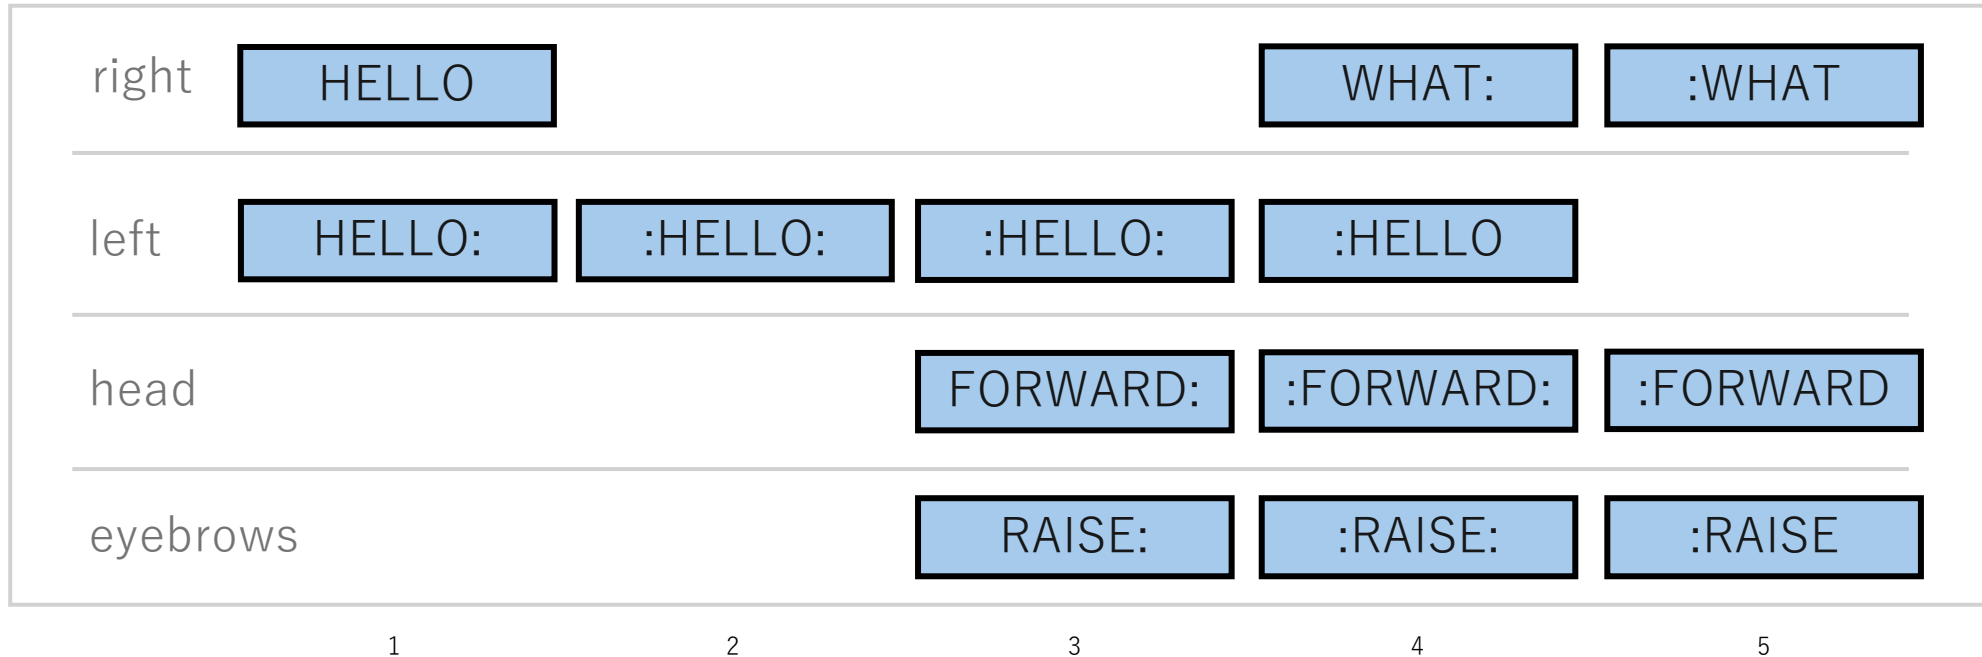 right HELLO WHAT: :WHAT
left HELLO: :HELLO: :HELLO: :HELLO
head FORWARD: :FORWARD: :FORWARD
eyebrows RAISE: :RAISE: :RAISE
1 2 3 4 5